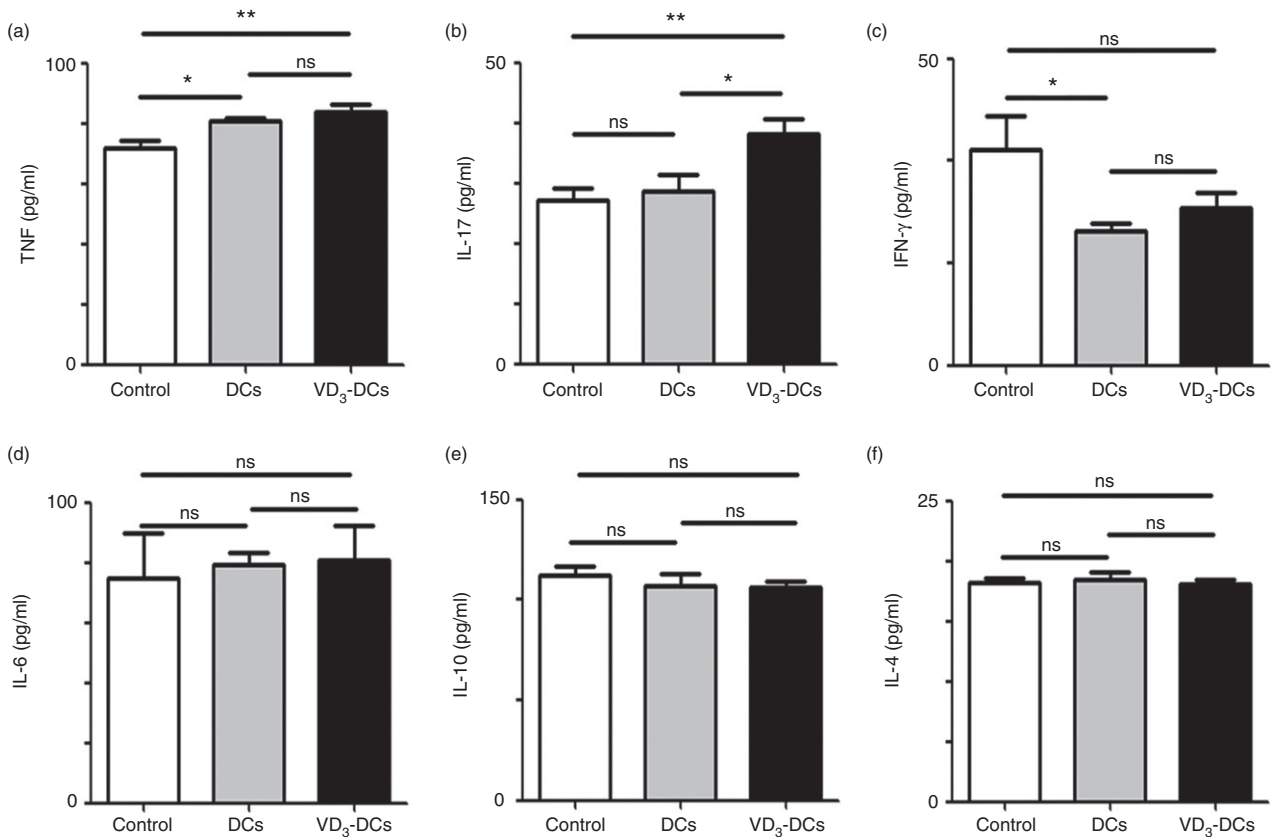 (a)
**
ns
*
100
TNF (pg/ml)
0
Control DCs VD₃-DCs
(b)
**
*
ns
50
IL-17 (pg/ml)
0
Control DCs VD₃-DCs
(c)
ns
*
ns
50
IFN-γ (pg/ml)
0
Control DCs VD₃-DCs
(d)
ns
ns
ns
100
IL-6 (pg/ml)
0
Control DCs VD₃-DCs
(e)
ns
ns
ns
150
IL-10 (pg/ml)
0
Control DCs VD₃-DCs
(f)
ns
ns
ns
25
IL-4 (pg/ml)
0
Control DCs VD₃-DCs